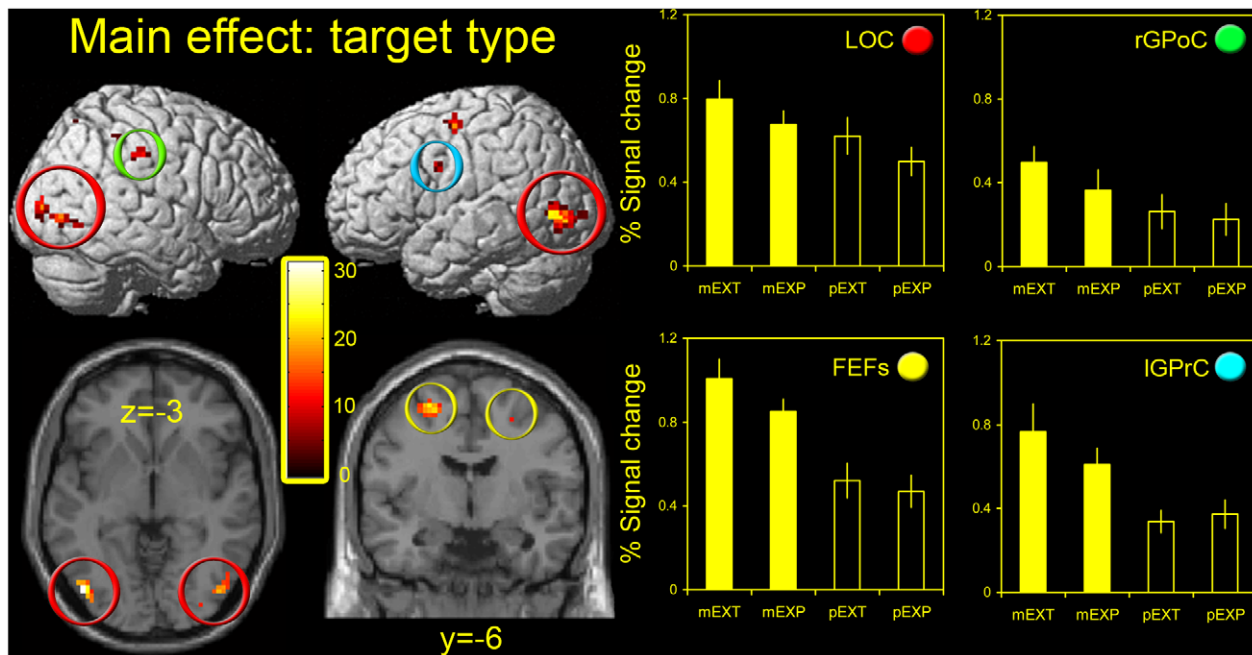 Main effect: target type
30
20
10
0
z=-3
y=-6
% Signal change
1.2
0.8
0.4
0
LOC
mEXT mEXP pEXT pEXP
1.2
0.8
0.4
0
rGPoC
mEXT mEXP pEXT pEXP
% Signal change
1.2
0.8
0.4
0
FEFs
mEXT mEXP pEXT pEXP
1.2
0.8
0.4
0
lGPrC
mEXT mEXP pEXT pEXP